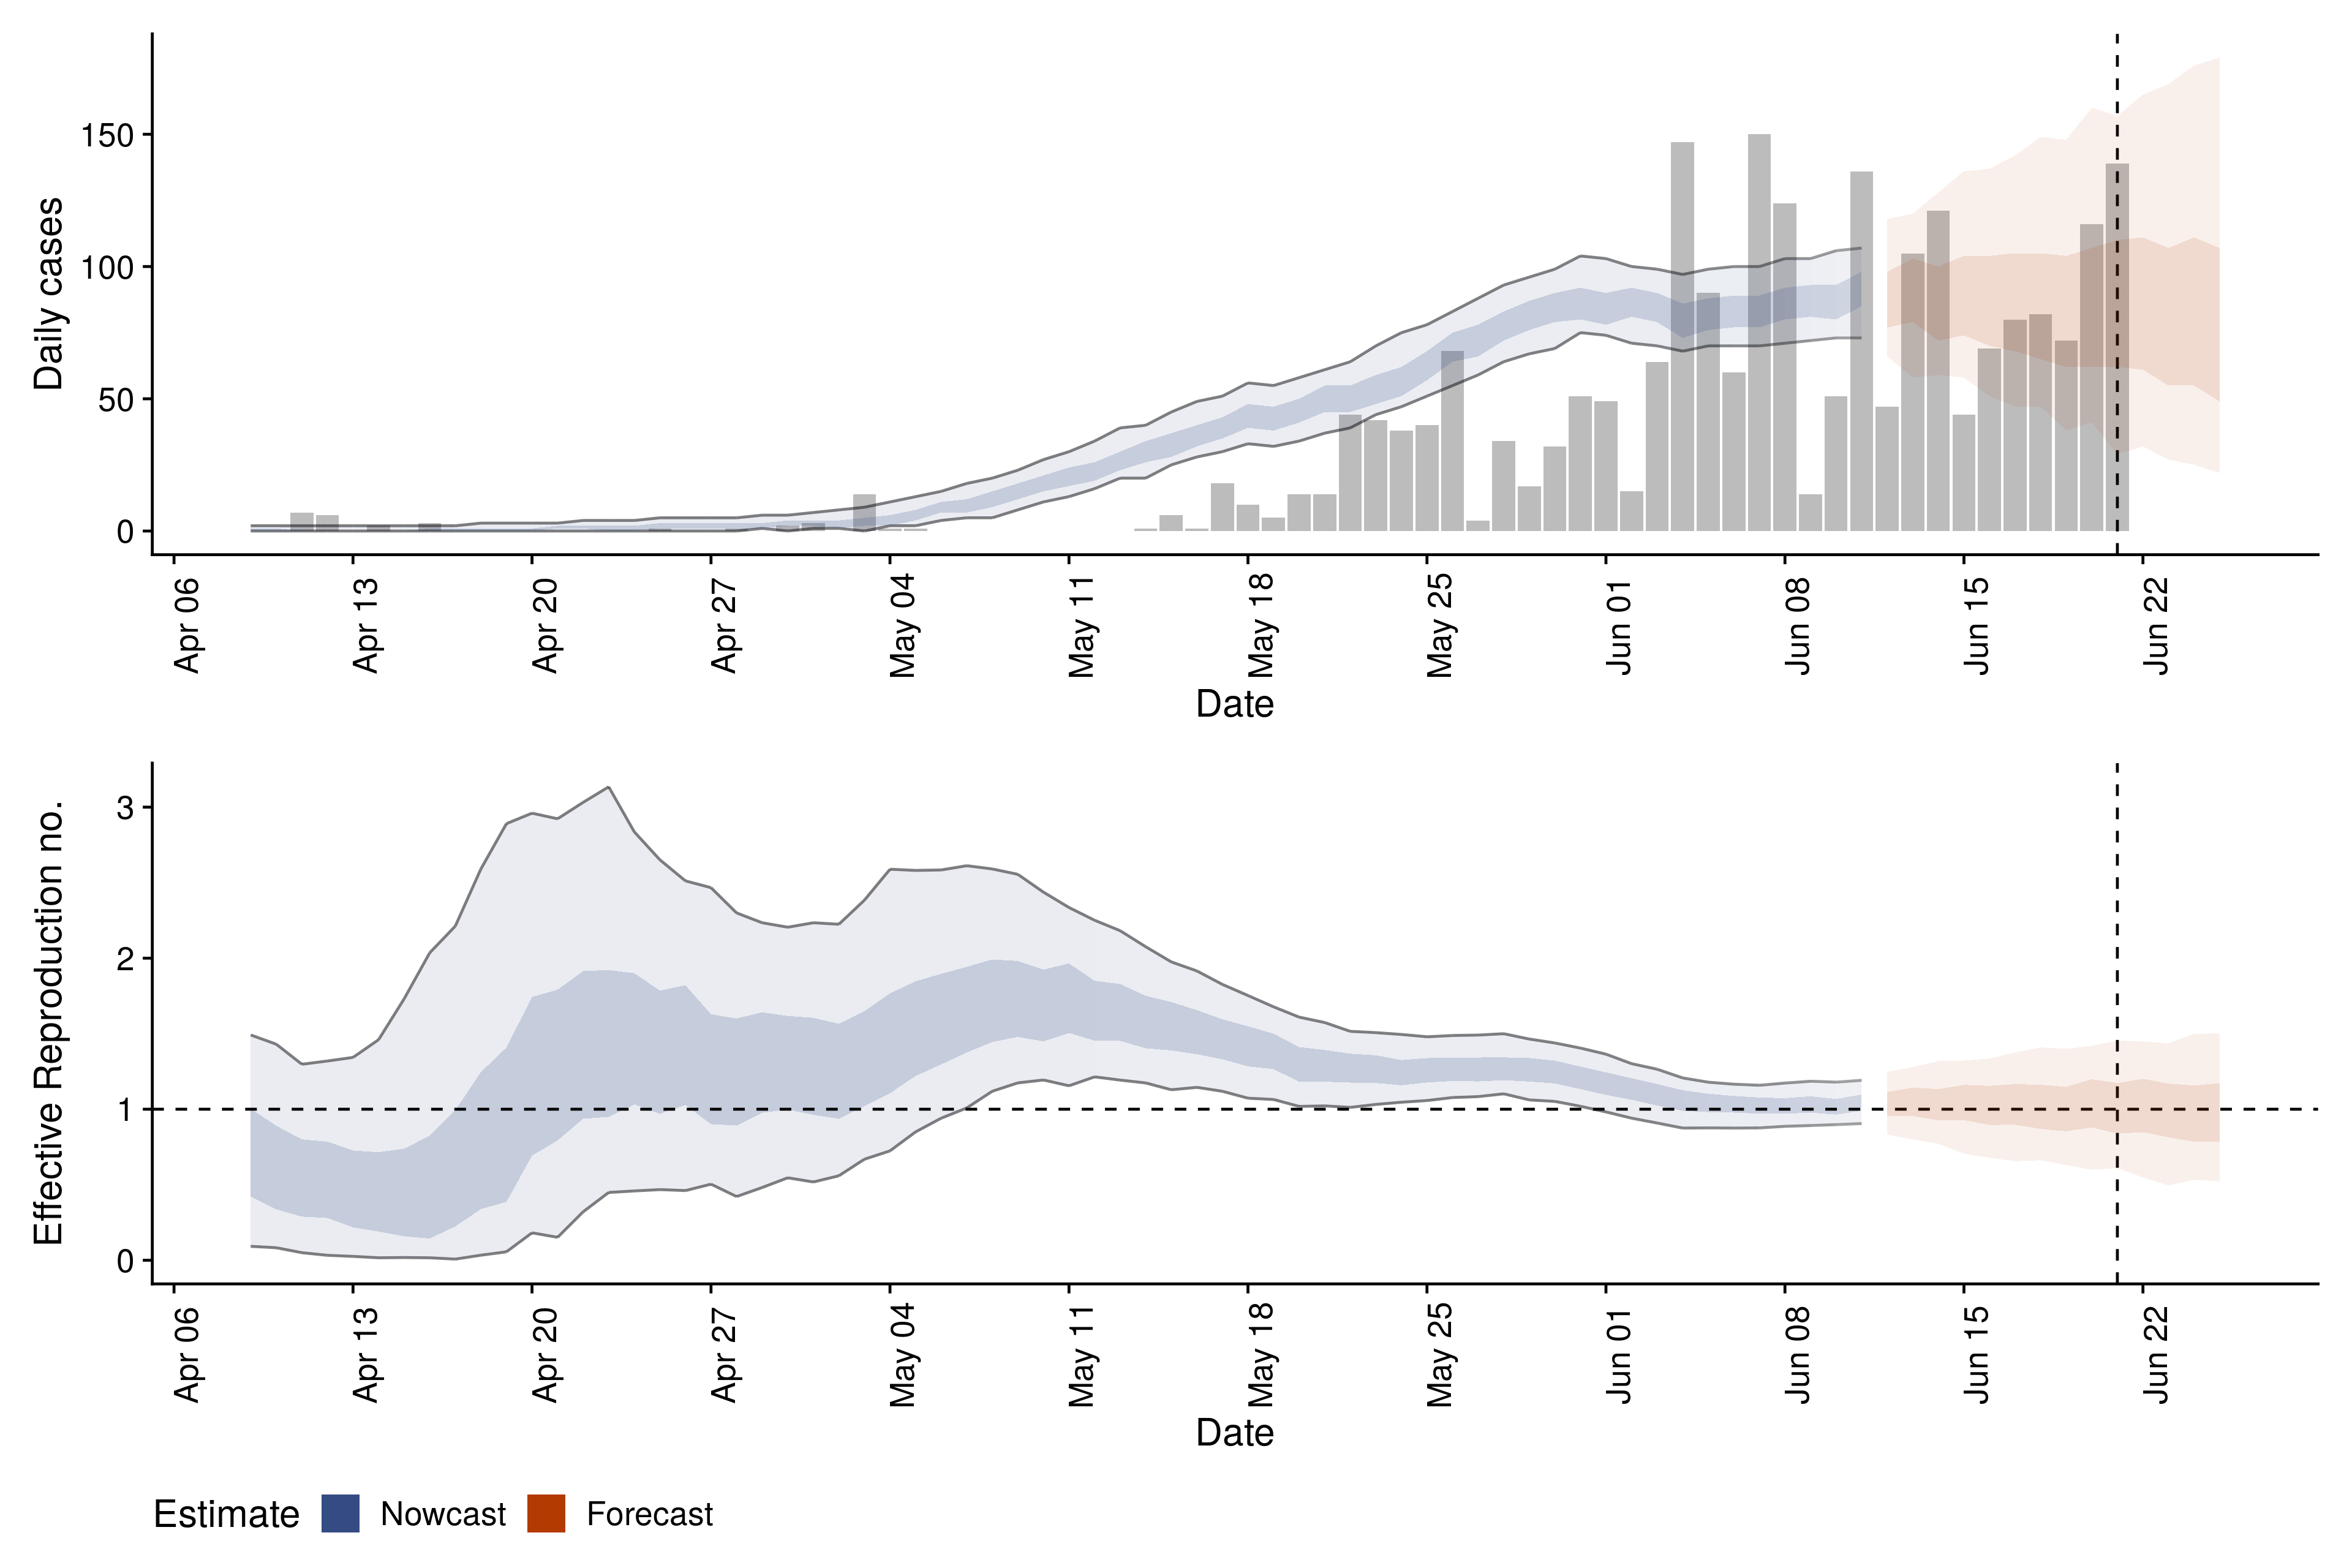 Daily cases
150
100
50
0
Apr 06
Apr 13
Apr 20
Apr 27
May 04
May 11
May 18
May 25
Jun 01
Jun 08
Jun 15
Jun 22
Date
Effective Reproduction no.
3
2
1
0
Apr 06
Apr 13
Apr 20
Apr 27
May 04
May 11
May 18
May 25
Jun 01
Jun 08
Jun 15
Jun 22
Date
Estimate Nowcast Forecast